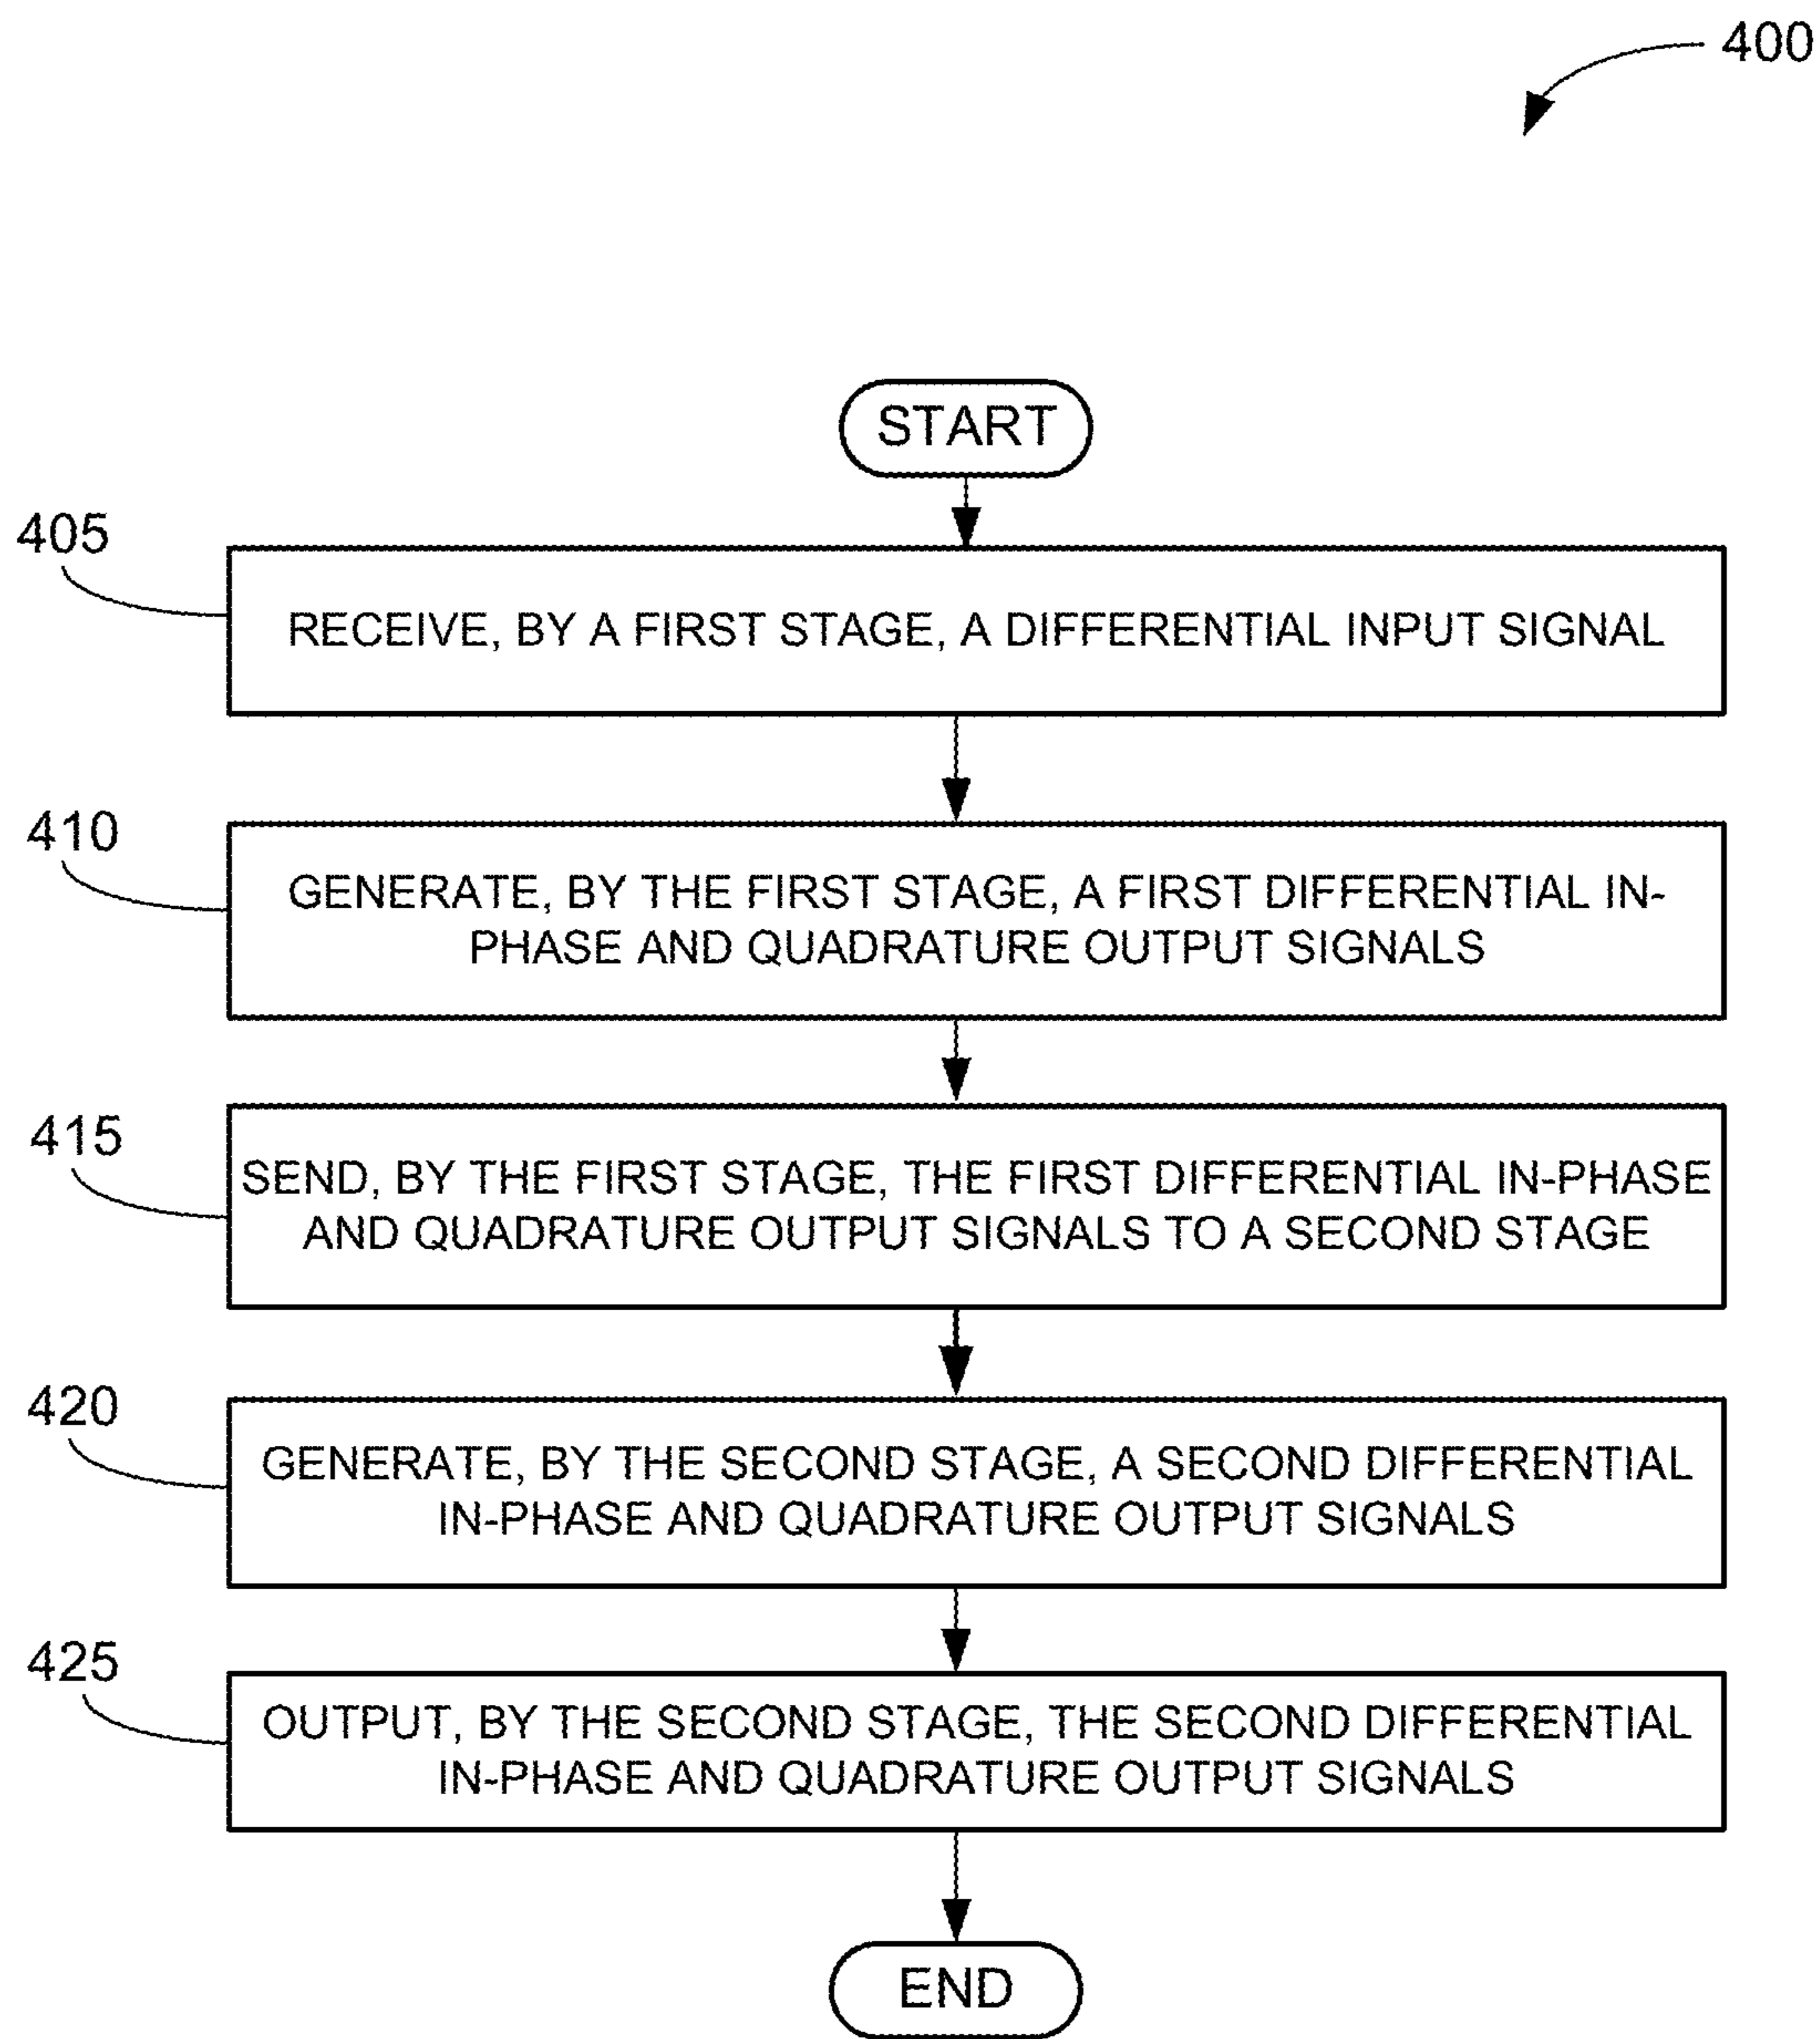 400
START
405
RECEIVE, BY A FIRST STAGE, A DIFFERENTIAL INPUT SIGNAL
410
GENERATE, BY THE FIRST STAGE, A FIRST DIFFERENTIAL IN-
PHASE AND QUADRATURE OUTPUT SIGNALS
415
SEND, BY THE FIRST STAGE, THE FIRST DIFFERENTIAL IN-PHASE
AND QUADRATURE OUTPUT SIGNALS TO A SECOND STAGE
420
GENERATE, BY THE SECOND STAGE, A SECOND DIFFERENTIAL
IN-PHASE AND QUADRATURE OUTPUT SIGNALS
425
OUTPUT, BY THE SECOND STAGE, THE SECOND DIFFERENTIAL
IN-PHASE AND QUADRATURE OUTPUT SIGNALS
END